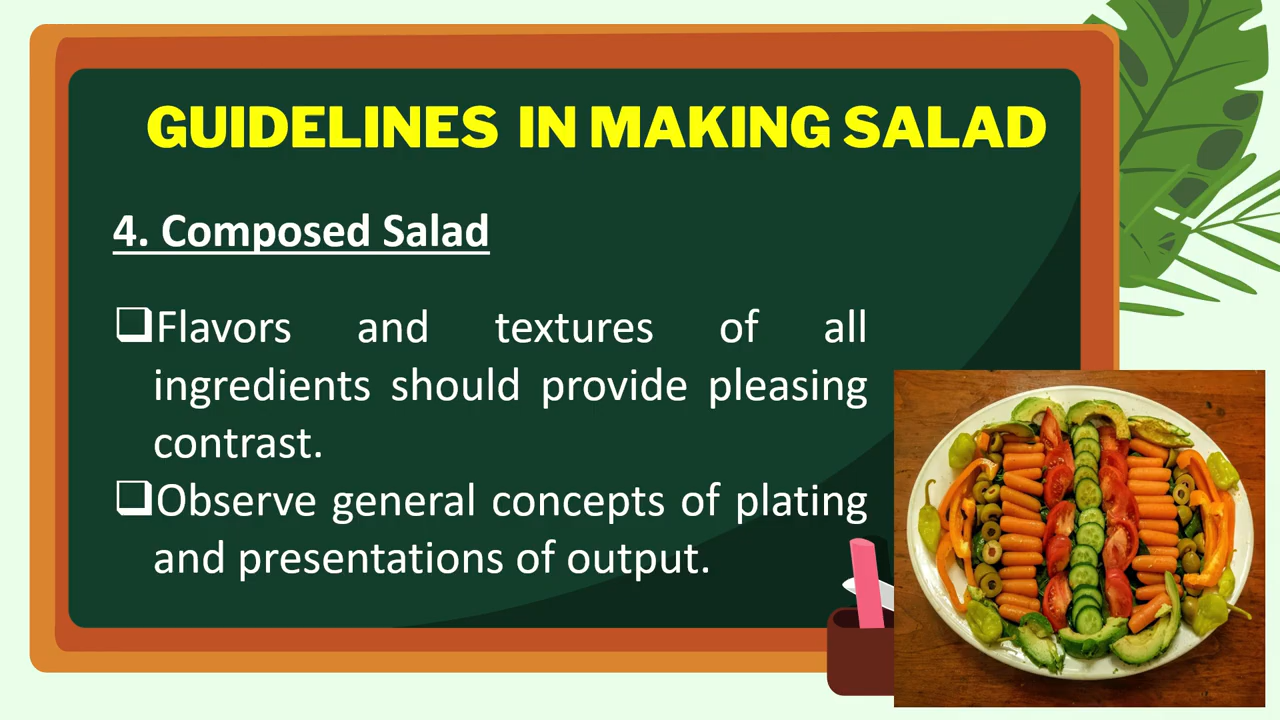 GUIDELINES IN MAKING SALAD
4. Composed Salad
❑Flavors and textures of all
ingredients should provide pleasing
contrast.
❑Observe general concepts of plating
and presentations of output.